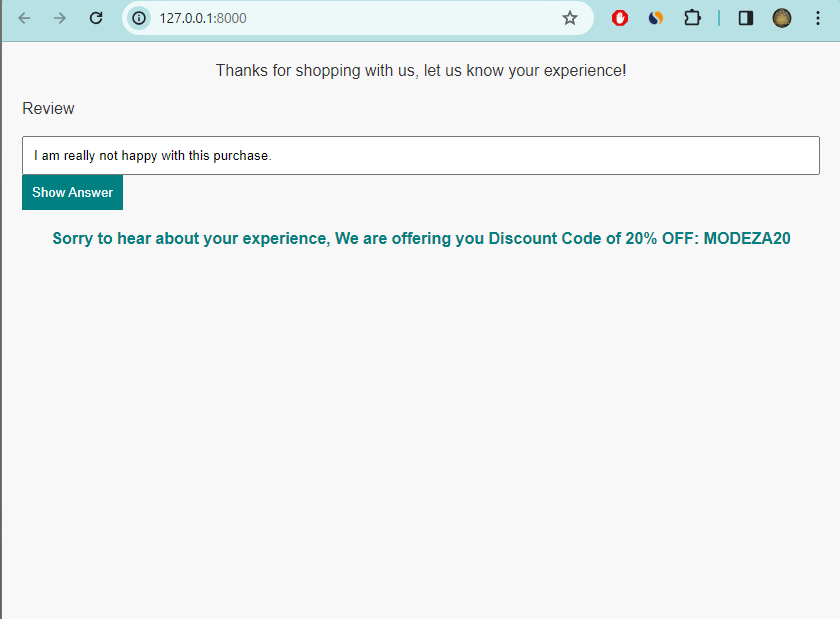 127.0.0.1:8000
Thanks for shopping with us, let us know your experience!
Review
I am really not happy with this purchase.
Show Answer
Sorry to hear about your experience, We are offering you Discount Code of 20% OFF: MODEZA20